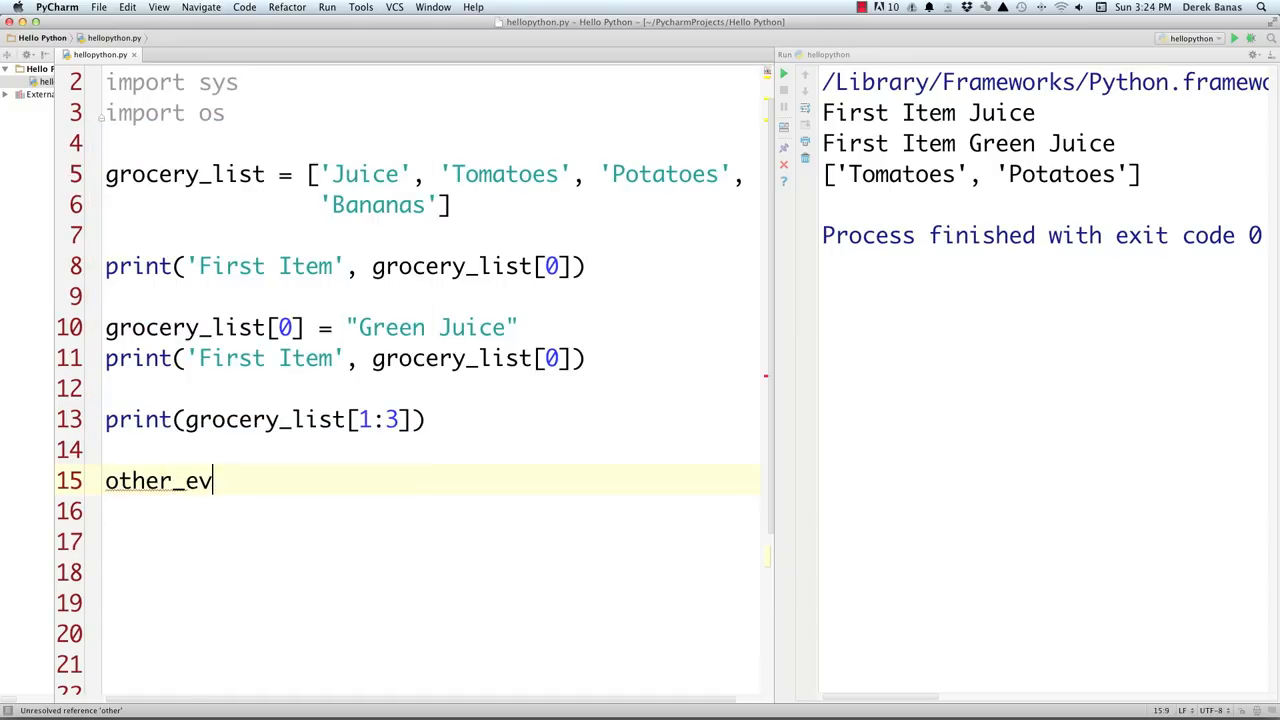 PyCharm File Edit View Navigate Code Refactor Run Tools VCS Window Help 10 Sun 3:24 PM Derek Banas
hellopython.py - Hello Python - [~/PycharmProjects/Hello Python]
Hello Python hellopython.py hellopython
hellopython.py Run hellopython
Hello P
hell
Externa
2 import sys
3 import os
4
5 grocery_list = ['Juice', 'Tomatoes', 'Potatoes',
6 'Bananas']
7
8 print('First Item', grocery_list[0])
9
10 grocery_list[0] = "Green Juice"
11 print('First Item', grocery_list[0])
12
13 print(grocery_list[1:3])
14
15 other_ev
16
17
18
19
20
21
22
/Library/Frameworks/Python.framewo
First Item Juice
First Item Green Juice
['Tomatoes', 'Potatoes']
Process finished with exit code 0
Unresolved reference 'other' 15:9 LF UTF-8